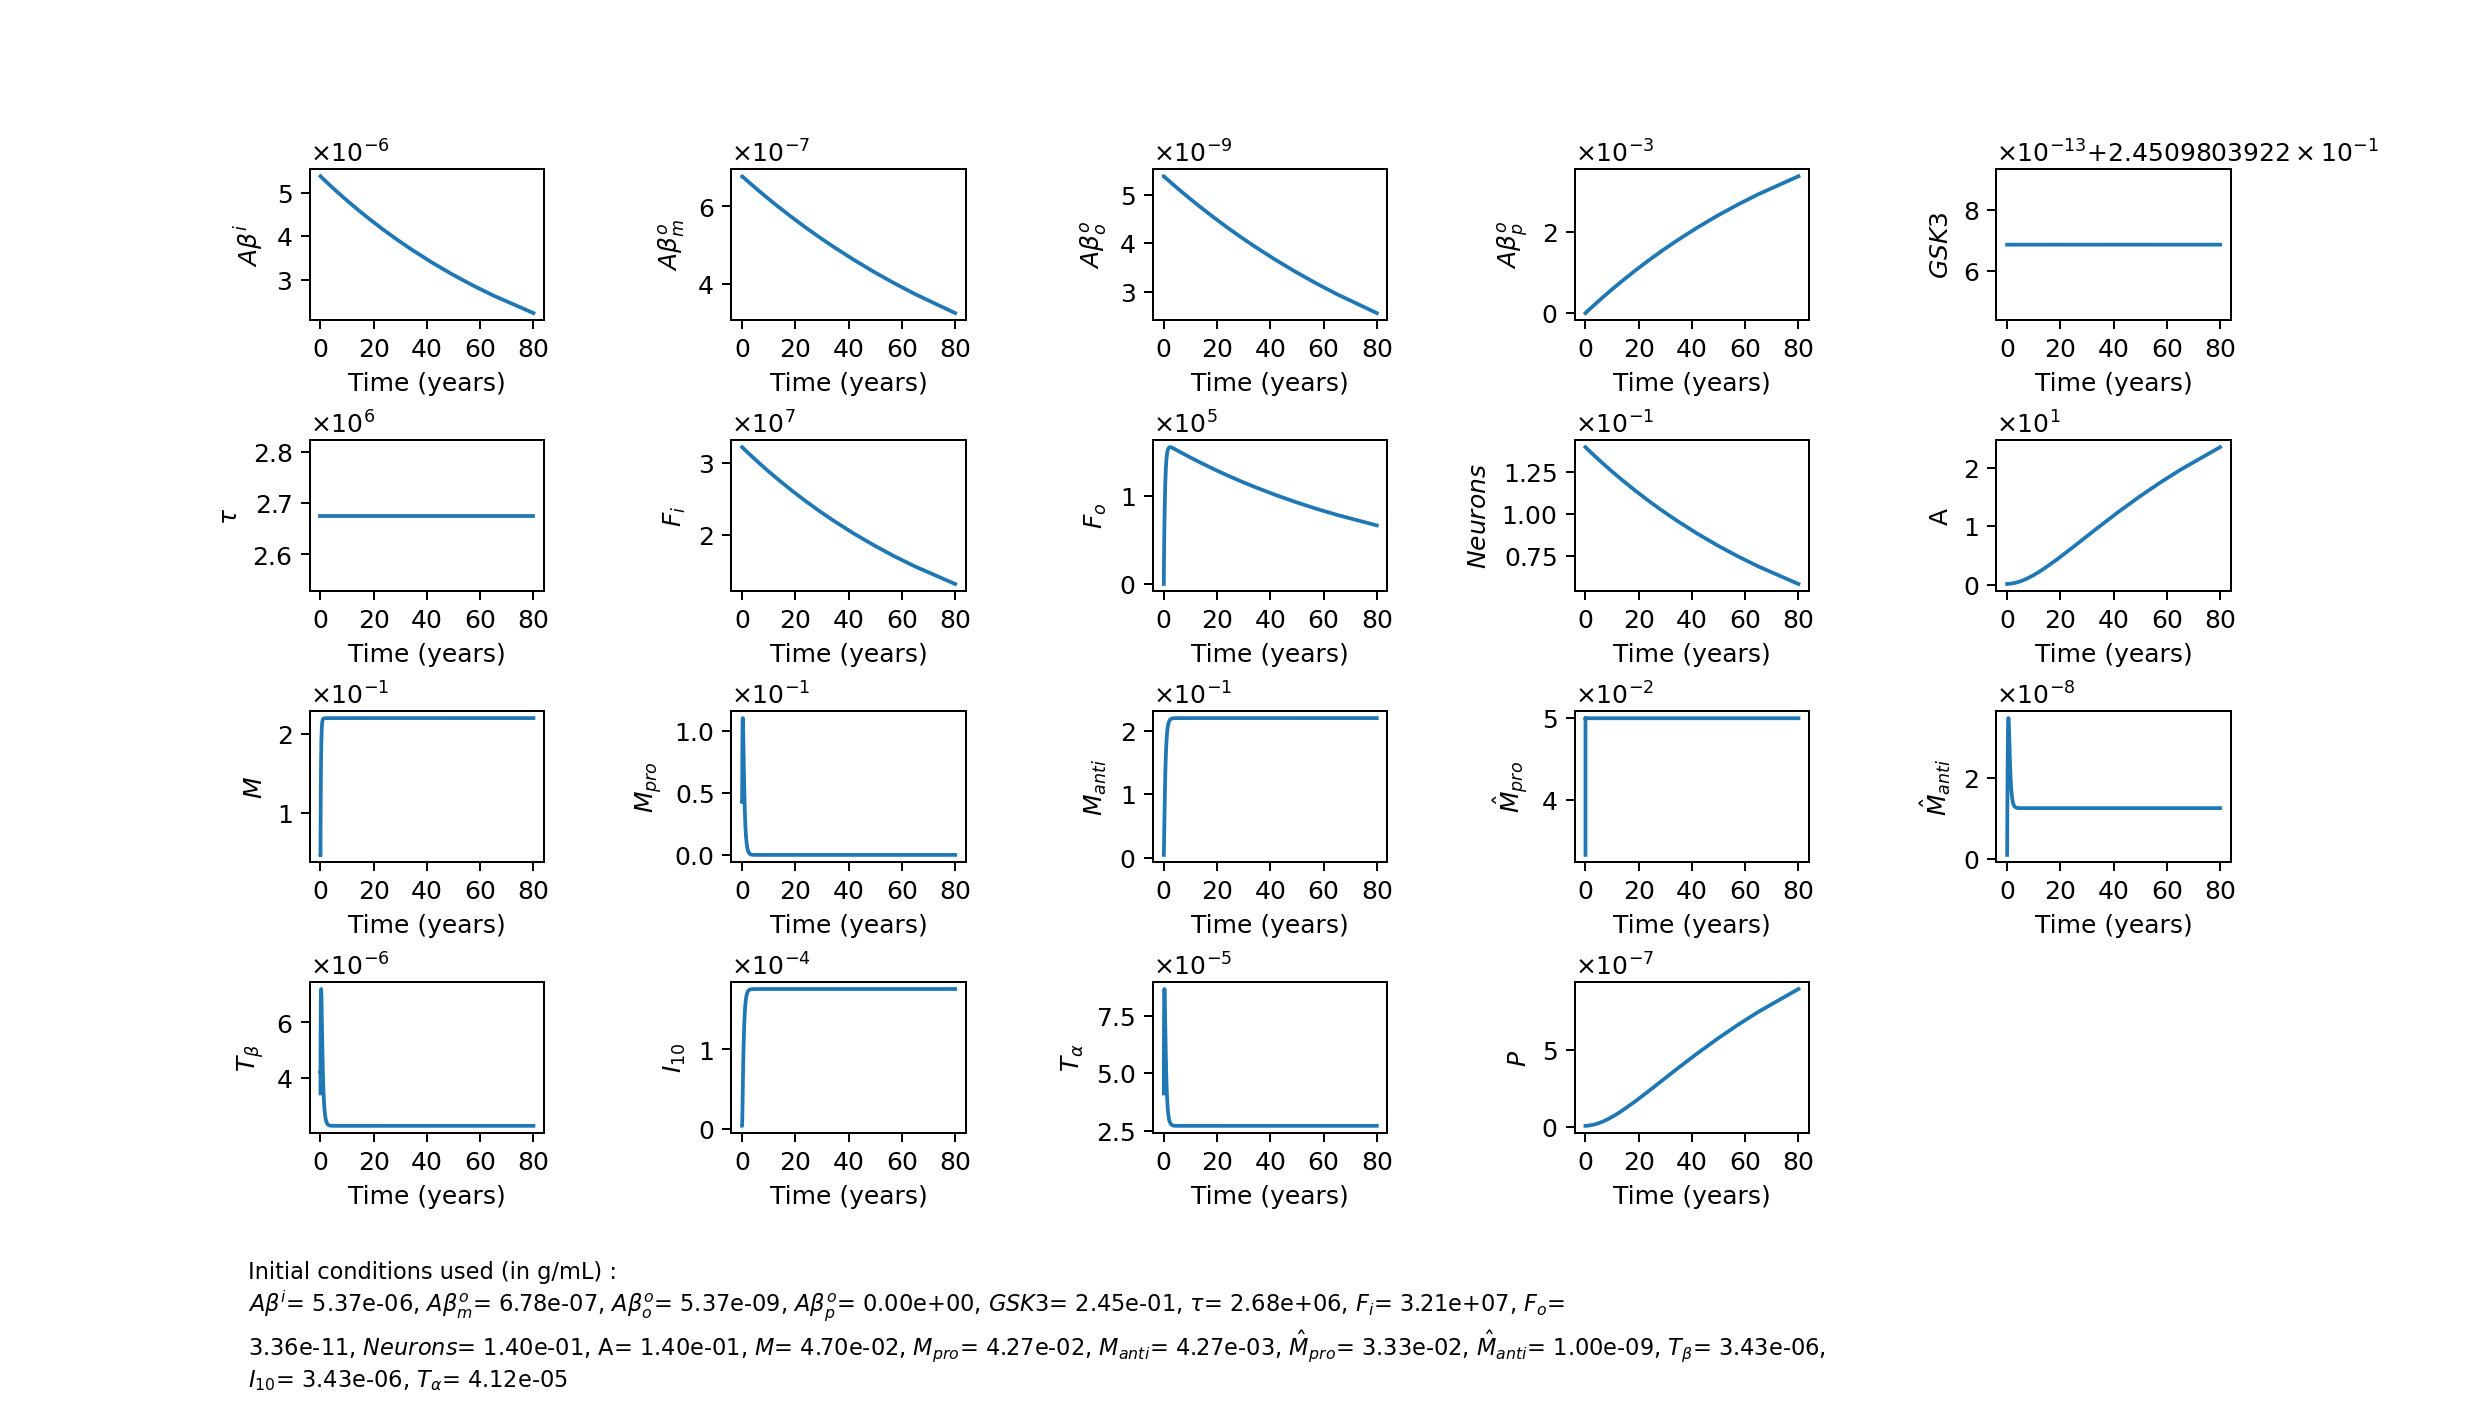 ×10⁻⁶ ×10⁻⁷ ×10⁻⁹ ×10⁻³ ×10⁻¹³+2.4509803922 × 10⁻¹
Aβⁱ 5 4 3
Aβₘᵒ 6 4
Aβₒᵒ 5 4 3
Aβₚᵒ 2 0
GSK3 8 6
0 20 40 60 80 0 20 40 60 80 0 20 40 60 80 0 20 40 60 80 0 20 40 60 80
Time (years) Time (years) Time (years) Time (years) Time (years)
×10⁶ ×10⁷ ×10⁵ ×10⁻¹ ×10¹
τ 2.8 2.7 2.6
Fᵢ 3 2
Fₒ 1 0
Neurons 1.25 1.00 0.75
A 2 1 0
0 20 40 60 80 0 20 40 60 80 0 20 40 60 80 0 20 40 60 80 0 20 40 60 80
Time (years) Time (years) Time (years) Time (years) Time (years)
×10⁻¹ ×10⁻¹ ×10⁻¹ ×10⁻² ×10⁻⁸
M 2 1
Mₚᵣₒ 1.0 0.5 0.0
Mₐₙₜᵢ 2 1 0
M̂ₚᵣₒ 5 4
M̂ₐₙₜᵢ 2 0
0 20 40 60 80 0 20 40 60 80 0 20 40 60 80 0 20 40 60 80 0 20 40 60 80
Time (years) Time (years) Time (years) Time (years) Time (years)
×10⁻⁶ ×10⁻⁴ ×10⁻⁵ ×10⁻⁷
Tᵦ 6 4
I₁₀ 1 0
T_α 7.5 5.0 2.5
P 5 0
0 20 40 60 80 0 20 40 60 80 0 20 40 60 80 0 20 40 60 80
Time (years) Time (years) Time (years) Time (years)
Initial conditions used (in g/mL) :
Aβⁱ= 5.37e-06, Aβₘᵒ= 6.78e-07, Aβₒᵒ= 5.37e-09, Aβₚᵒ= 0.00e+00, GSK3= 2.45e-01, τ= 2.68e+06, Fᵢ= 3.21e+07, Fₒ=
3.36e-11, Neurons= 1.40e-01, A= 1.40e-01, M= 4.70e-02, Mₚᵣₒ= 4.27e-02, Mₐₙₜᵢ= 4.27e-03, M̂ₚᵣₒ= 3.33e-02, M̂ₐₙₜᵢ= 1.00e-09, Tᵦ= 3.43e-06,
I₁₀= 3.43e-06, T_α= 4.12e-05